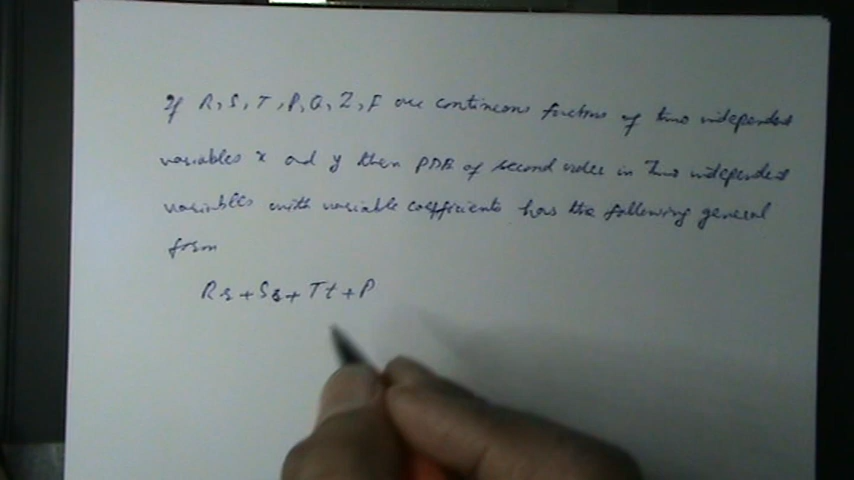 If R, S, T, P, Q, Z, F are continuous functions of two independent
variables x and y then PDE of second order in Two independent
variables with variable coefficients has the following general
form
Rr + Ss + Tt + P